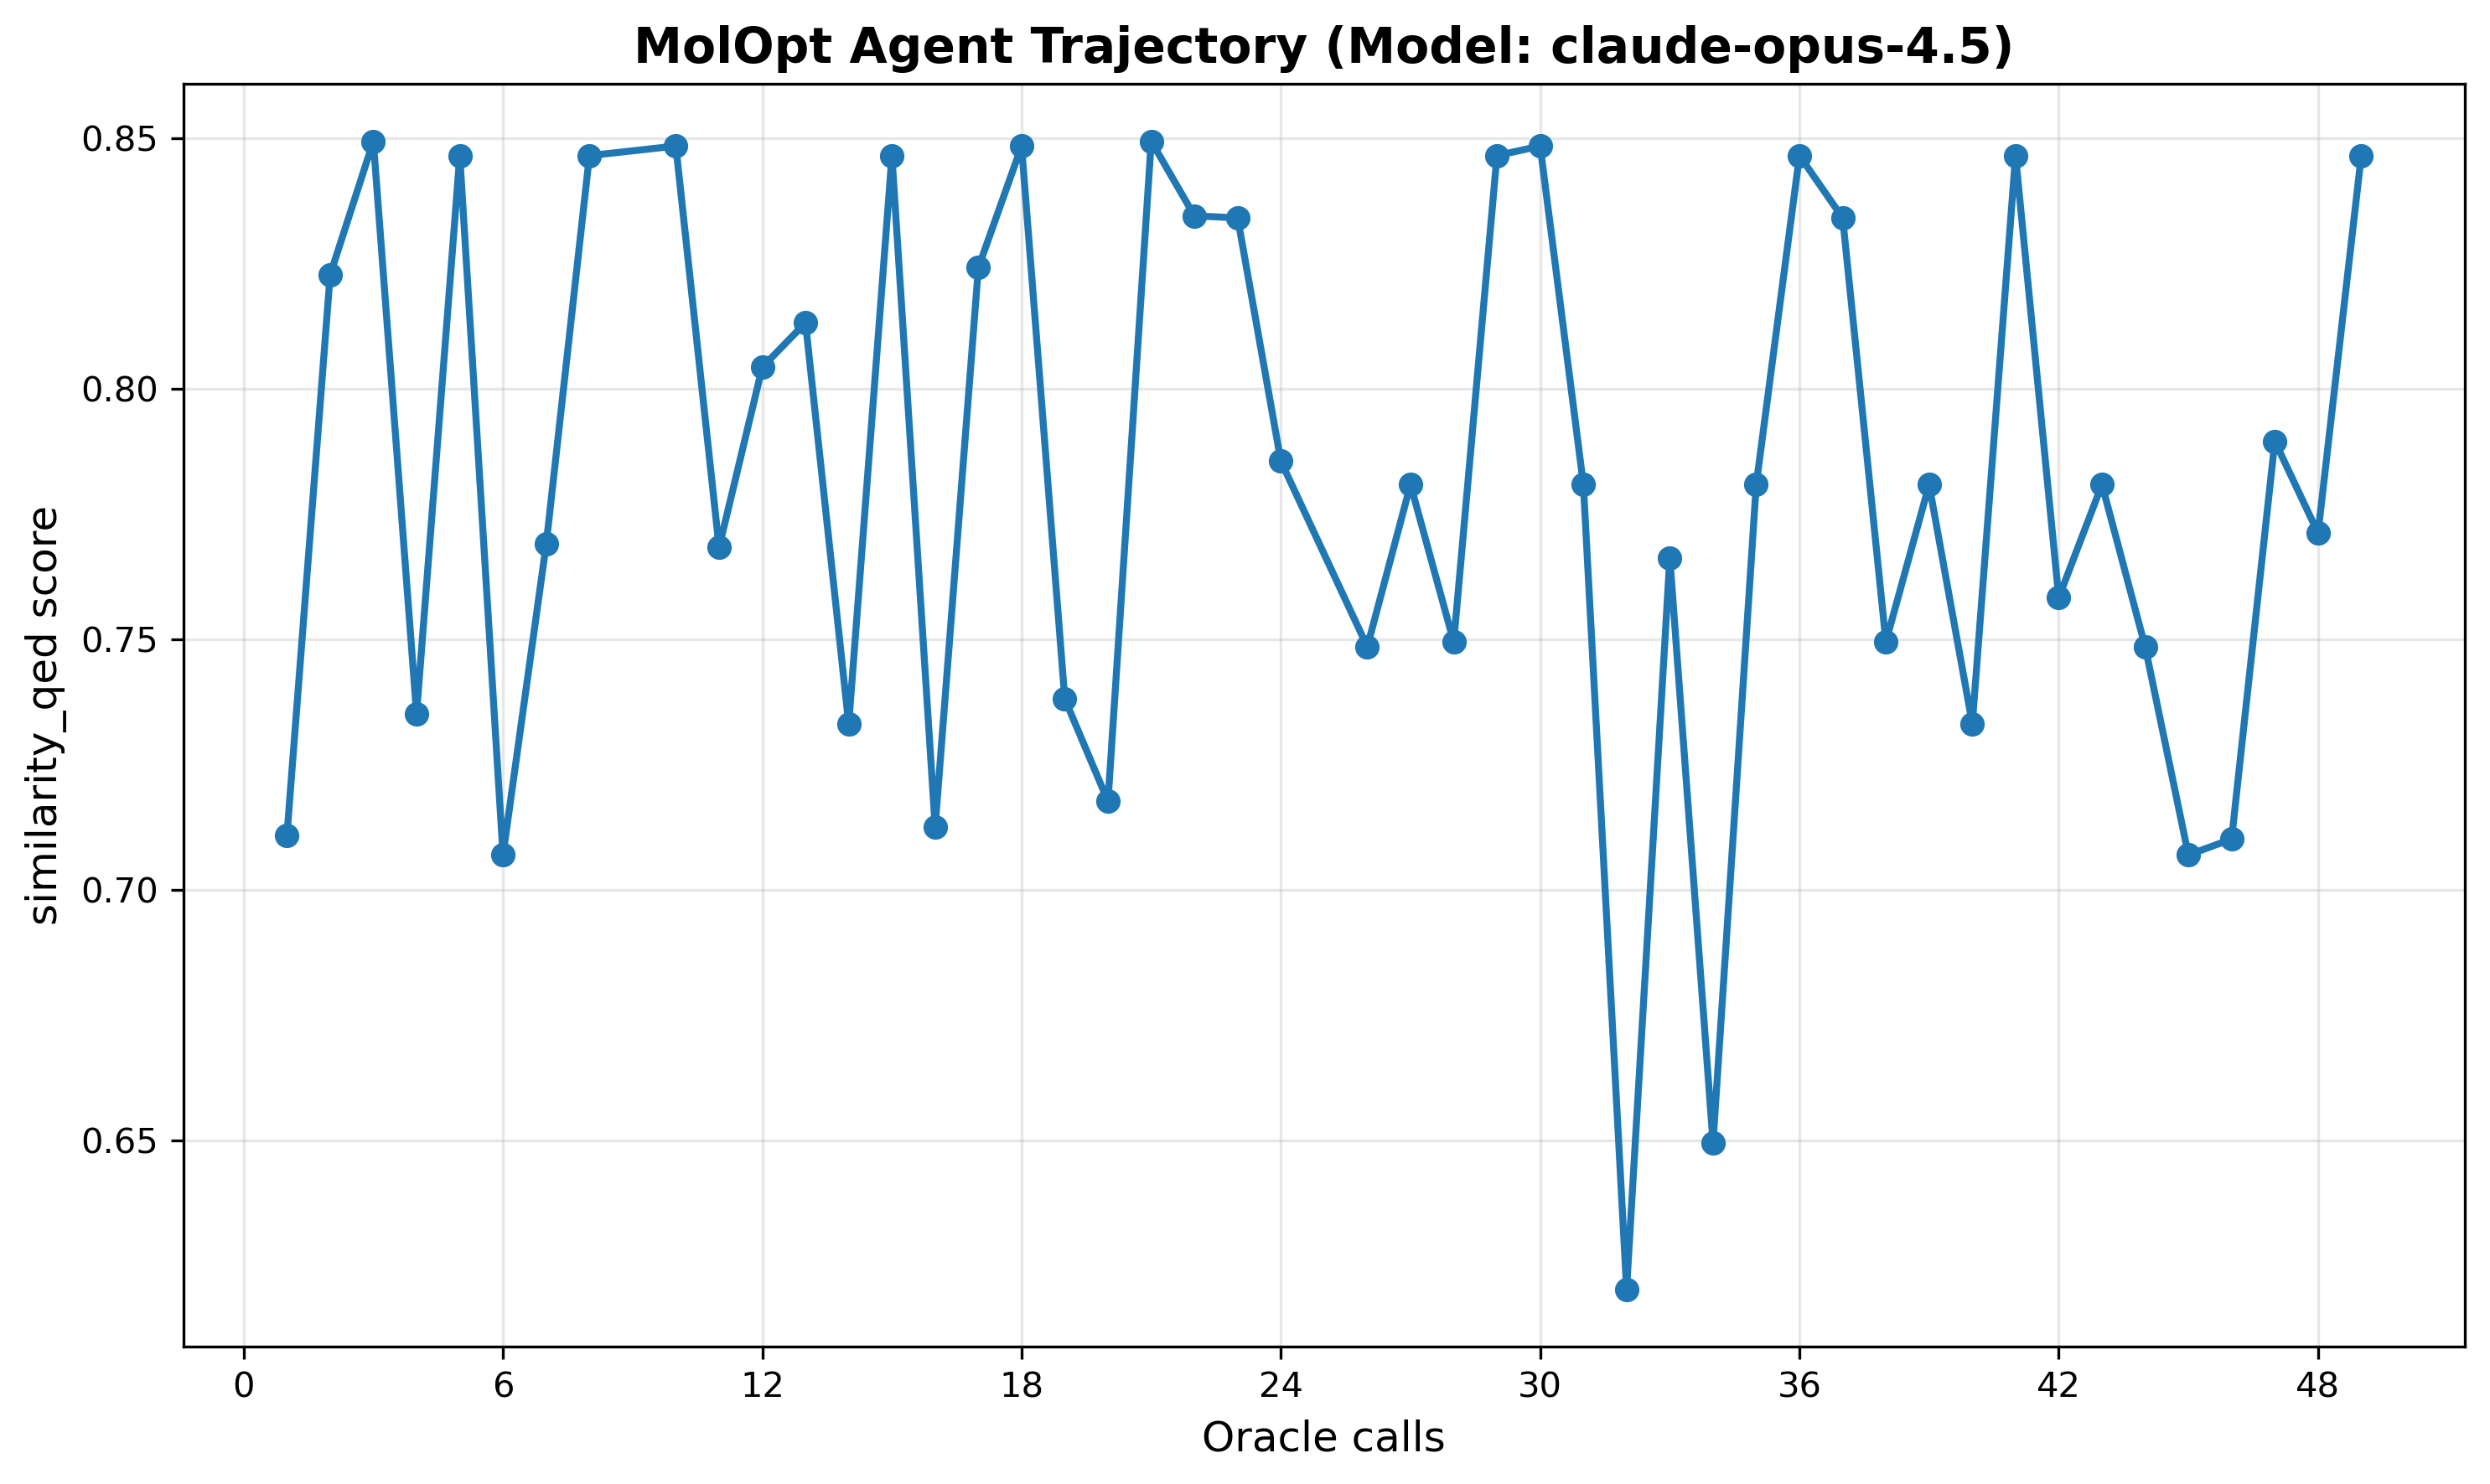 MolOpt Agent Trajectory (Model: claude-opus-4.5)
similarity_qed score
0.85
0.80
0.75
0.70
0.65
0 6 12 18 24 30 36 42 48
Oracle calls